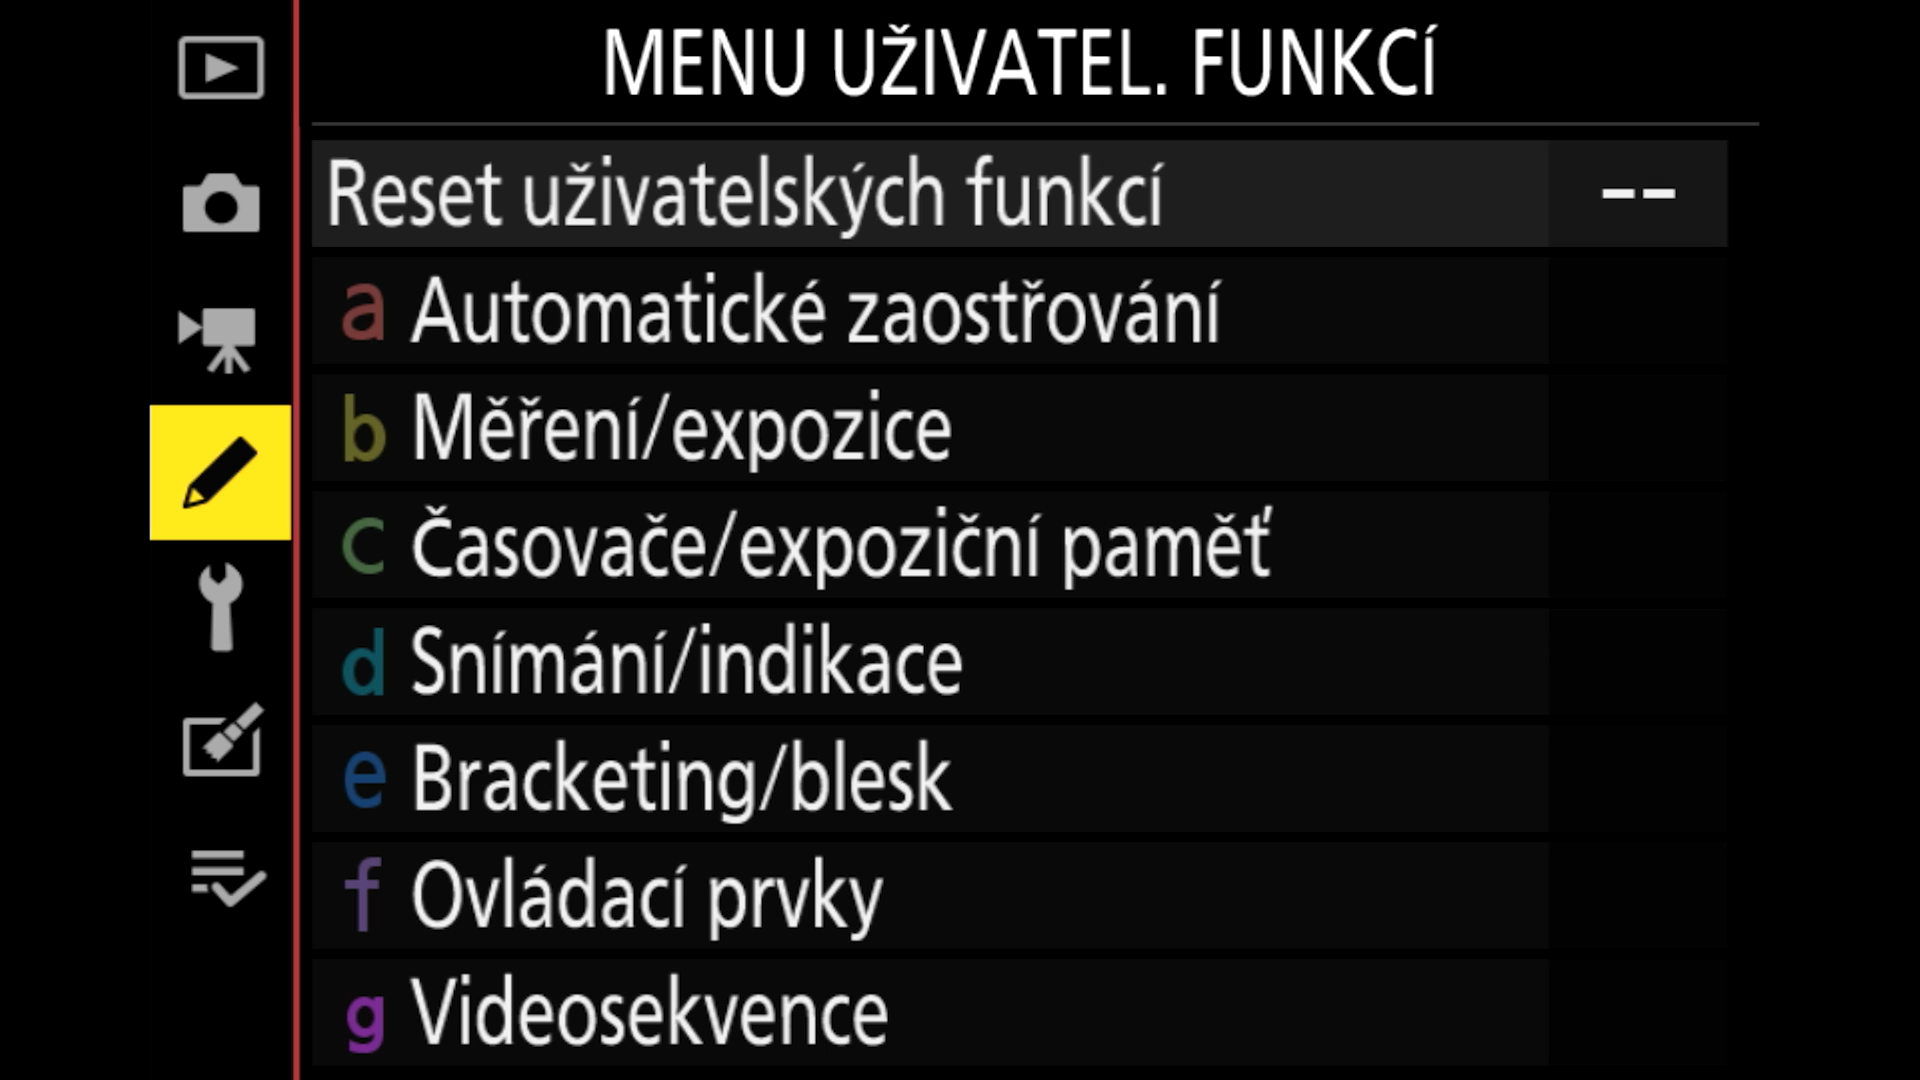 MENU UŽIVATEL. FUNKCÍ
Reset uživatelských funkcí --
a Automatické zaostřování
b Měření/expozice
c Časovače/expoziční paměť
d Snímání/indikace
e Bracketing/blesk
f Ovládací prvky
g Videosekvence